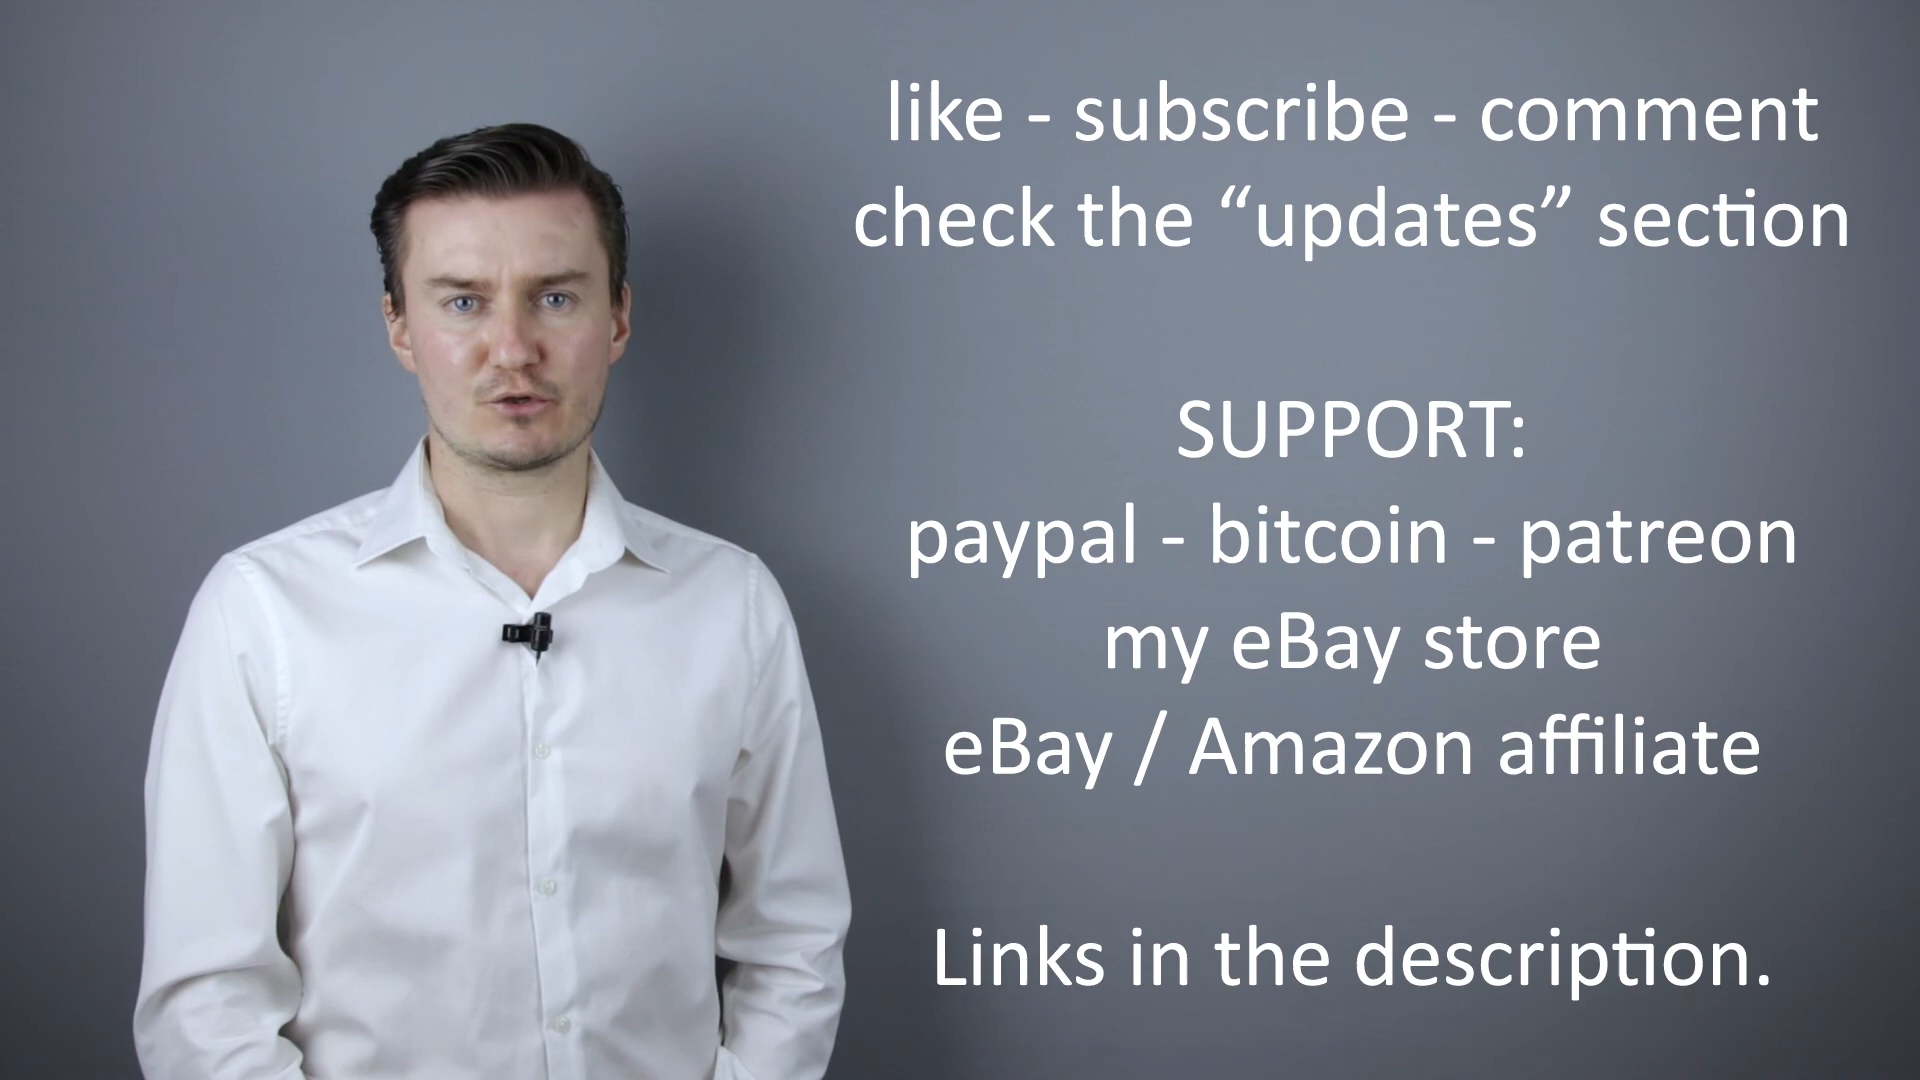 like - subscribe - comment
check the “updates” section
SUPPORT:
paypal - bitcoin - patreon
my eBay store
eBay / Amazon affiliate
Links in the description.